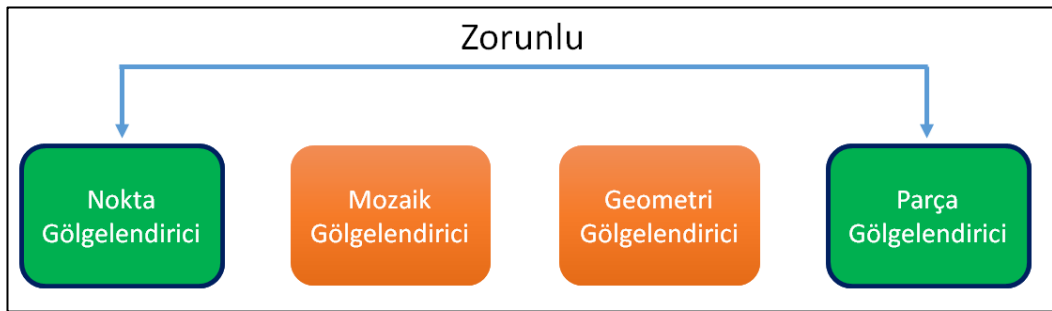 Zorunlu
Nokta
Gölgelendirici
Mozaik
Gölgelendirici
Geometri
Gölgelendirici
Parça
Gölgelendirici